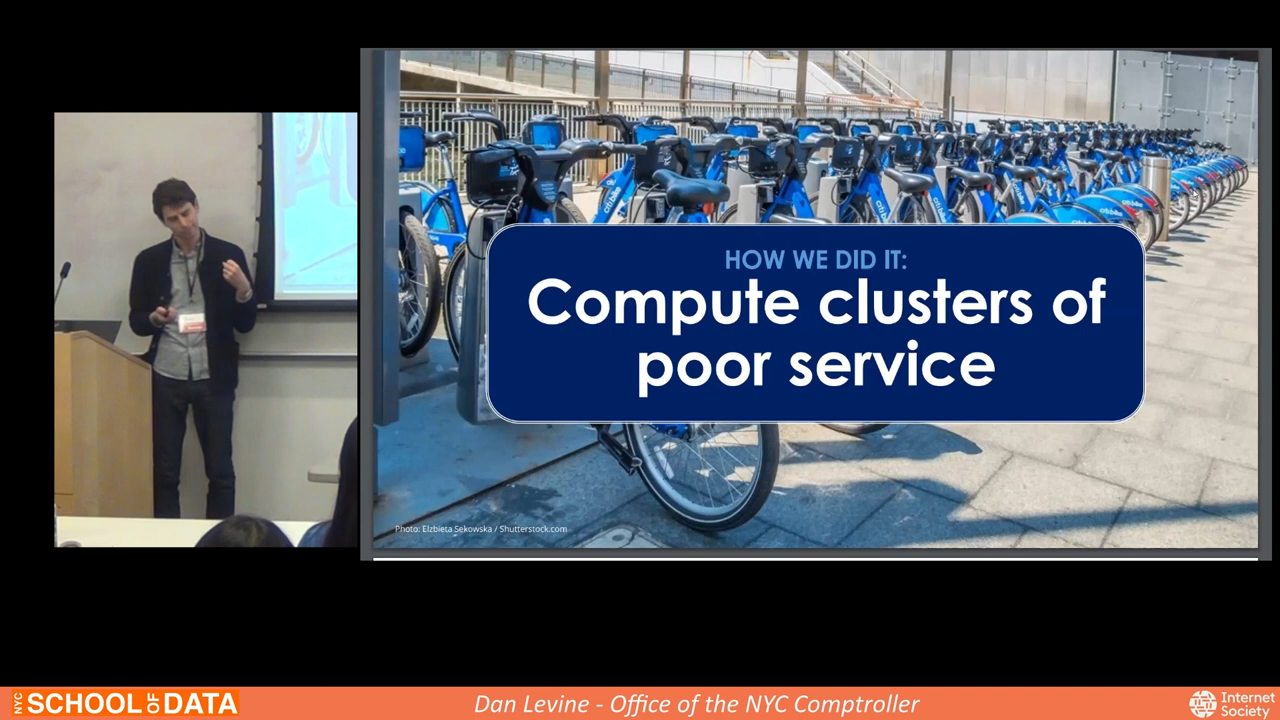 HOW WE DID IT:
Compute clusters of
poor service
Photo: Elzbieta Sekowska / Shutterstock.com
NYC SCHOOL OF DATA
Dan Levine - Office of the NYC Comptroller
Internet
Society